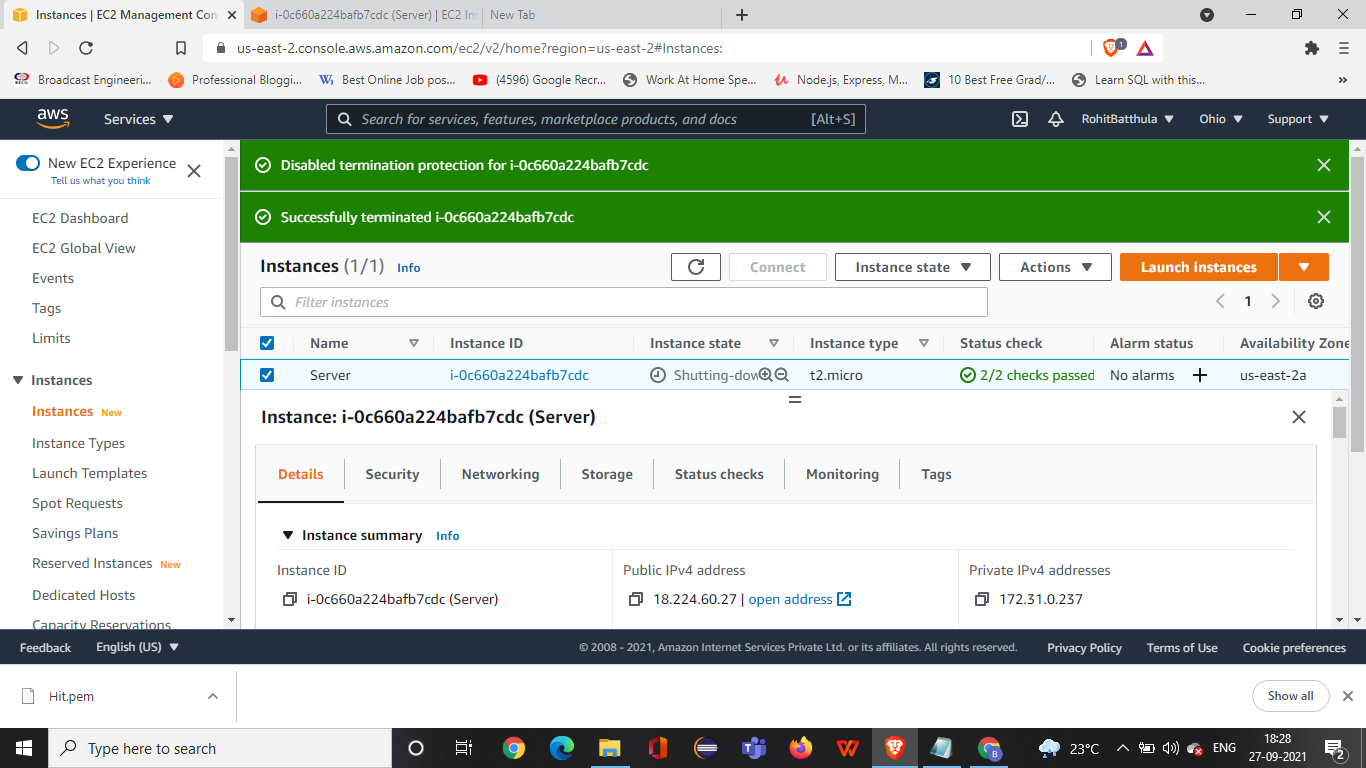 Instances | EC2 Management Con
i-0c660a224bafb7cdc (Server) | EC2 In
New Tab
us-east-2.console.aws.amazon.com/ec2/v2/home?region=us-east-2#Instances:
1
Broadcast Engineeri...
Professional Bloggi...
Best Online Job pos...
(4596) Google Recr...
Work At Home Spe...
Node.js, Express, M...
10 Best Free Grad/...
Learn SQL with this...
aws
Services
Search for services, features, marketplace products, and docs
[Alt+S]
RohitBatthula
Ohio
Support
New EC2 Experience
Tell us what you think
EC2 Dashboard
EC2 Global View
Events
Tags
Limits
Instances
Instances New
Instance Types
Launch Templates
Spot Requests
Savings Plans
Reserved Instances New
Dedicated Hosts
Capacity Reservations
Disabled termination protection for i-0c660a224bafb7cdc
Successfully terminated i-0c660a224bafb7cdc
Instances (1/1) Info
Connect
Instance state
Actions
Launch instances
Filter instances
1
Name
Instance ID
Instance state
Instance type
Status check
Alarm status
Availability Zone
Server
i-0c660a224bafb7cdc
Shutting-dow
t2.micro
2/2 checks passed
No alarms
us-east-2a
Instance: i-0c660a224bafb7cdc (Server)
Details
Security
Networking
Storage
Status checks
Monitoring
Tags
Instance summary Info
Instance ID
Public IPv4 address
Private IPv4 addresses
i-0c660a224bafb7cdc (Server)
18.224.60.27 | open address
172.31.0.237
Feedback
English (US)
© 2008 - 2021, Amazon Internet Services Private Ltd. or its affiliates. All rights reserved.
Privacy Policy
Terms of Use
Cookie preferences
Hit.pem
Show all
Type here to search
23°C
ENG
18:28
27-09-2021
2